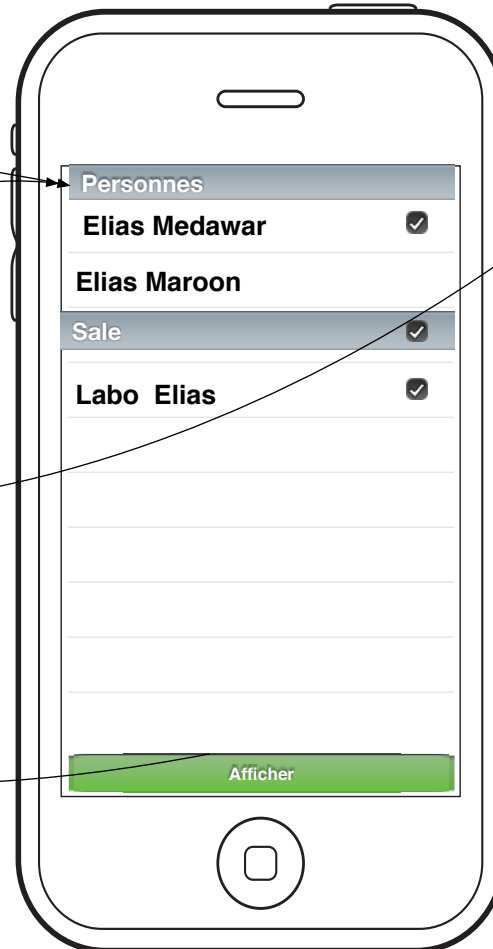 Personnes
Elias Medawar
Elias Maroon
Sale
Labo Elias
Afficher